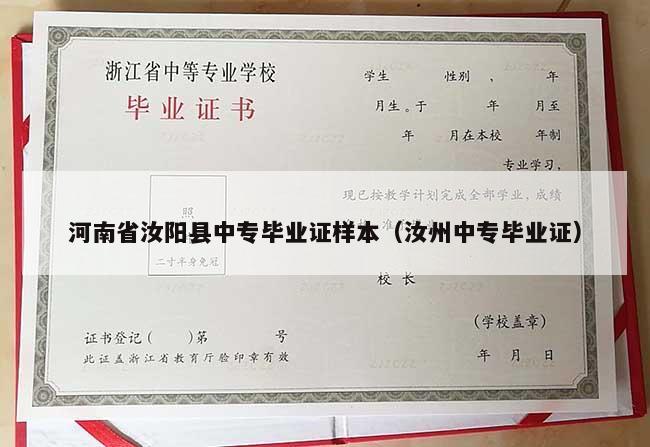 浙江省中等专业学校
毕业证书
照
二寸半身免冠
证书登记（ ）第 号
此证盖浙江省教育厅验印章有效
学生 性别 、 年
月生。于 年 月至
年 月在本校 年制
专业学习，
现已按教学计划完成全部学业，成绩
河南省汝阳县中专毕业证样本（汝州中专毕业证）
校 长
（学校盖章）
年 月 日